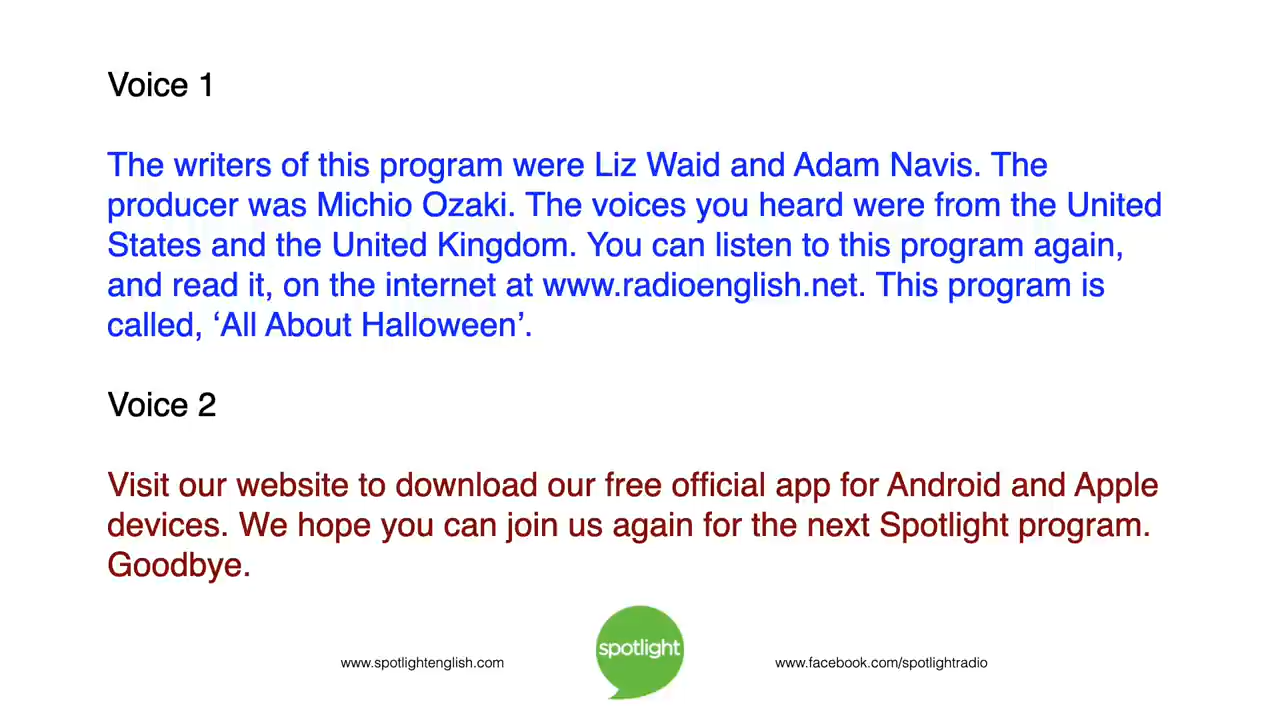 Voice 1
The writers of this program were Liz Waid and Adam Navis. The
producer was Michio Ozaki. The voices you heard were from the United
States and the United Kingdom. You can listen to this program again,
and read it, on the internet at www.radioenglish.net. This program is
called, ‘All About Halloween’.
Voice 2
Visit our website to download our free official app for Android and Apple
devices. We hope you can join us again for the next Spotlight program.
Goodbye.
www.spotlightenglish.com
spotlight
www.facebook.com/spotlightradio